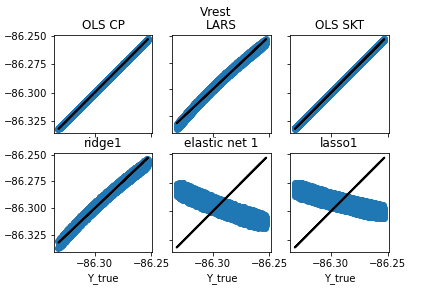 Vrest
OLS CP
LARS
OLS SKT
−86.250
−86.275
−86.300
−86.325
ridge1
elastic net 1
lasso1
−86.250
−86.275
−86.300
−86.325
−86.30 −86.25
−86.30 −86.25
−86.30 −86.25
Y_true
Y_true
Y_true